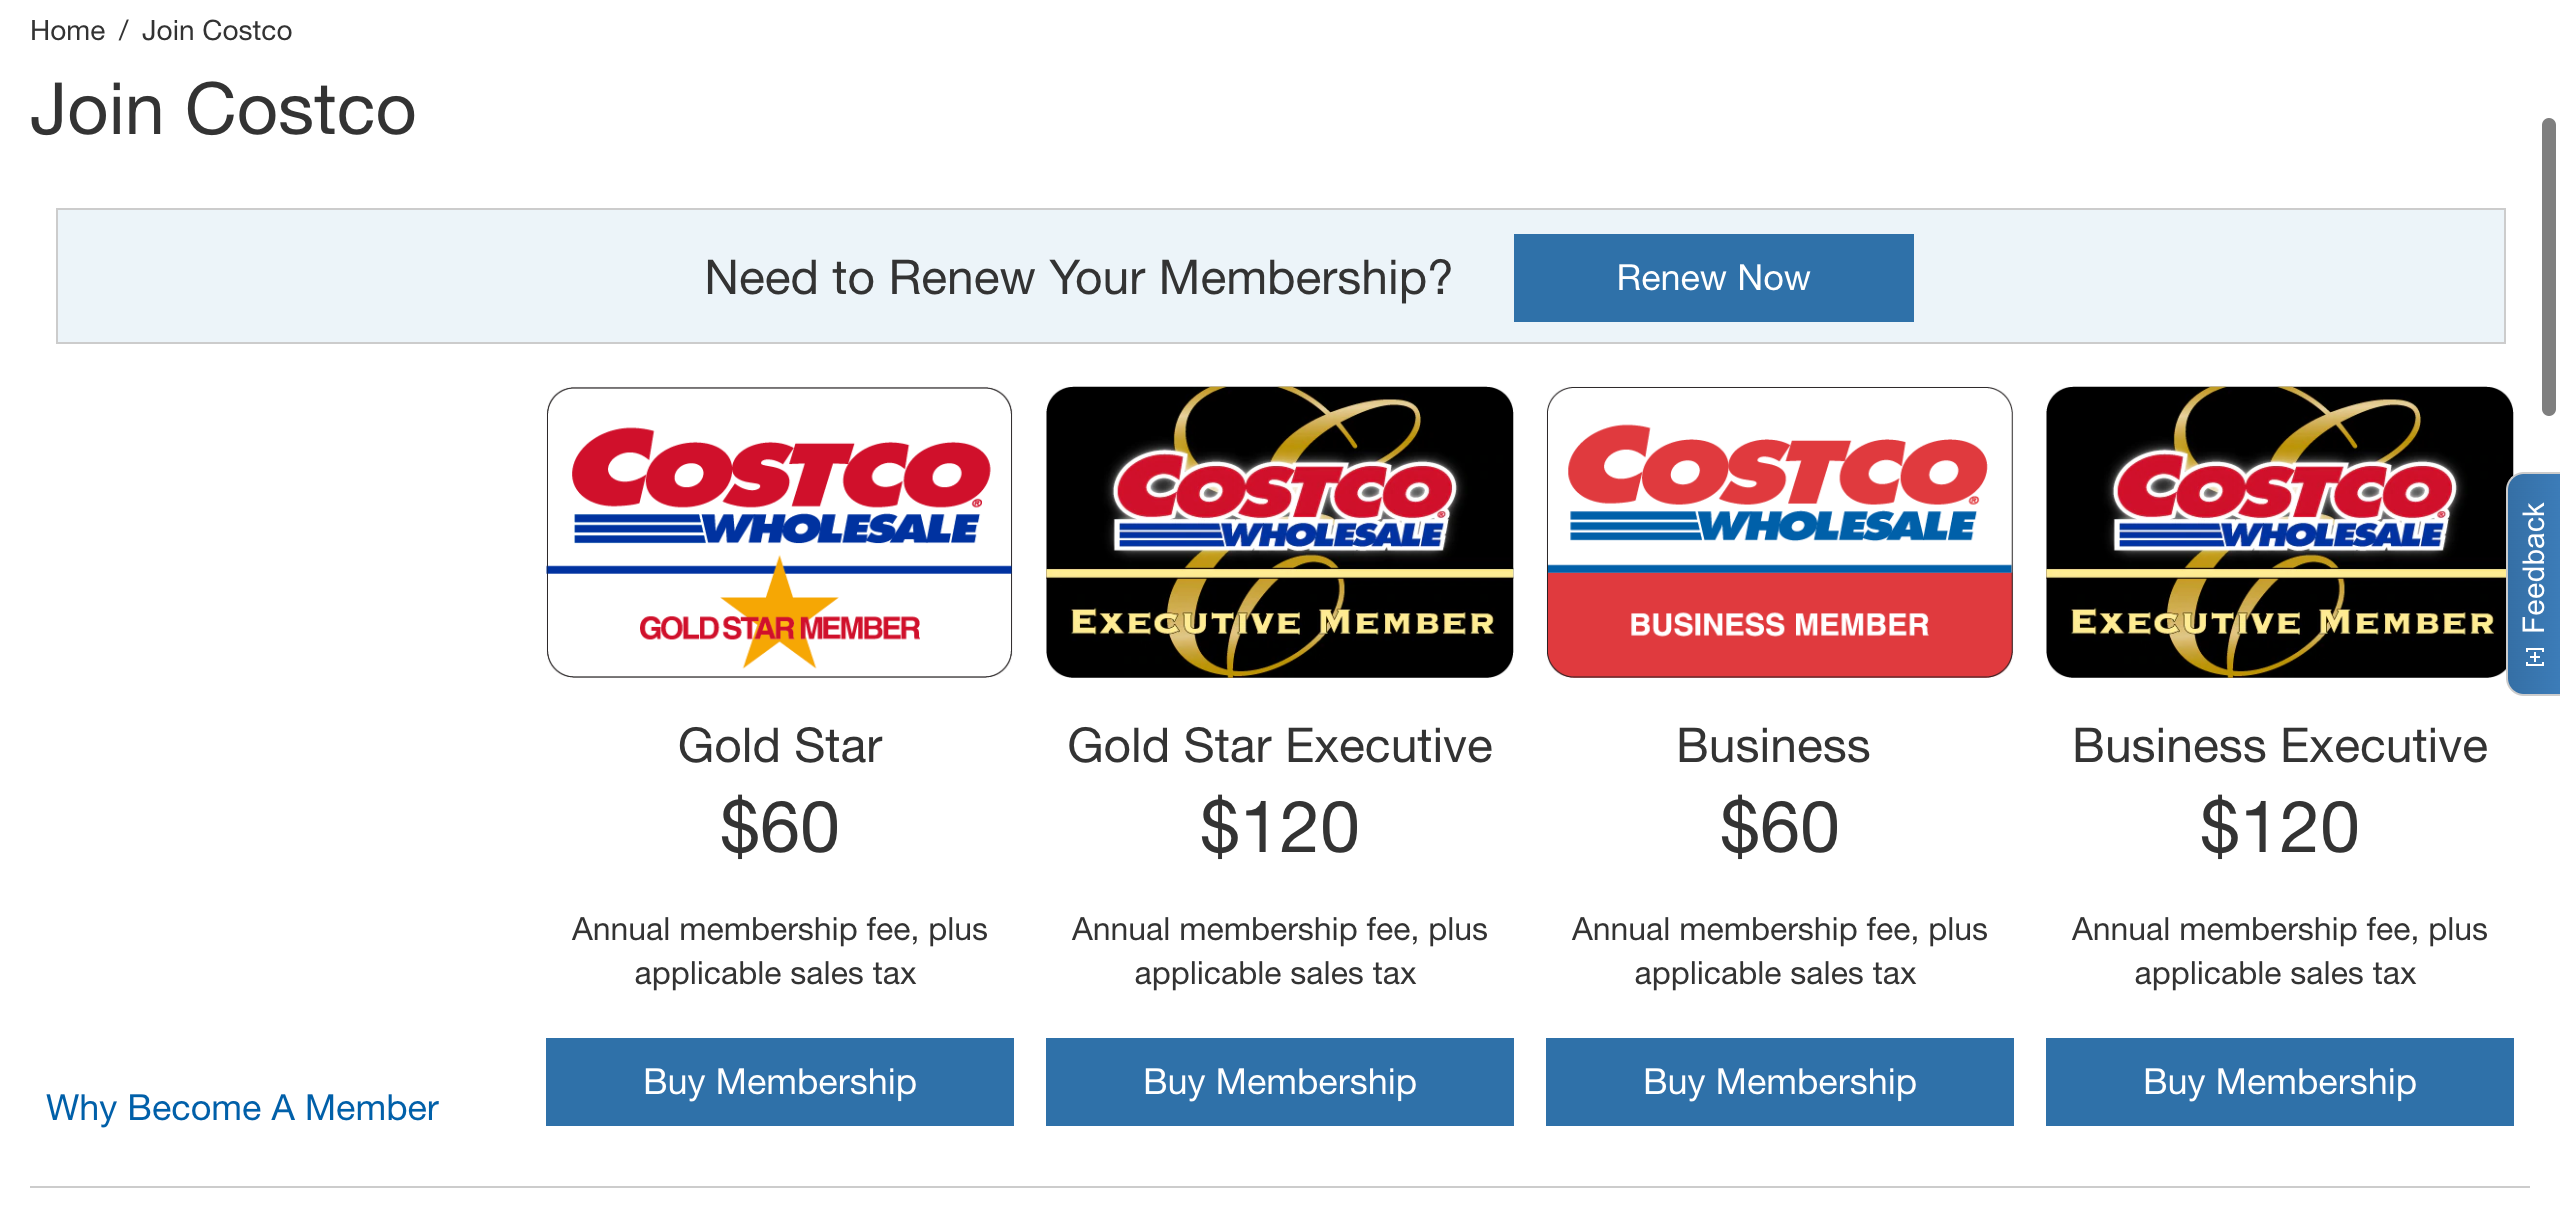 Home / Join Costco
Join Costco
Need to Renew Your Membership? Renew Now
COSTCO
WHOLESALE
GOLD STAR MEMBER
COSTCO
WHOLESALE
EXECUTIVE MEMBER
COSTCO
WHOLESALE
BUSINESS MEMBER
COSTCO
WHOLESALE
EXECUTIVE MEMBER
[+] Feedback
Gold Star
$60
Annual membership fee, plus
applicable sales tax
Buy Membership
Gold Star Executive
$120
Annual membership fee, plus
applicable sales tax
Buy Membership
Business
$60
Annual membership fee, plus
applicable sales tax
Buy Membership
Business Executive
$120
Annual membership fee, plus
applicable sales tax
Buy Membership
Why Become A Member